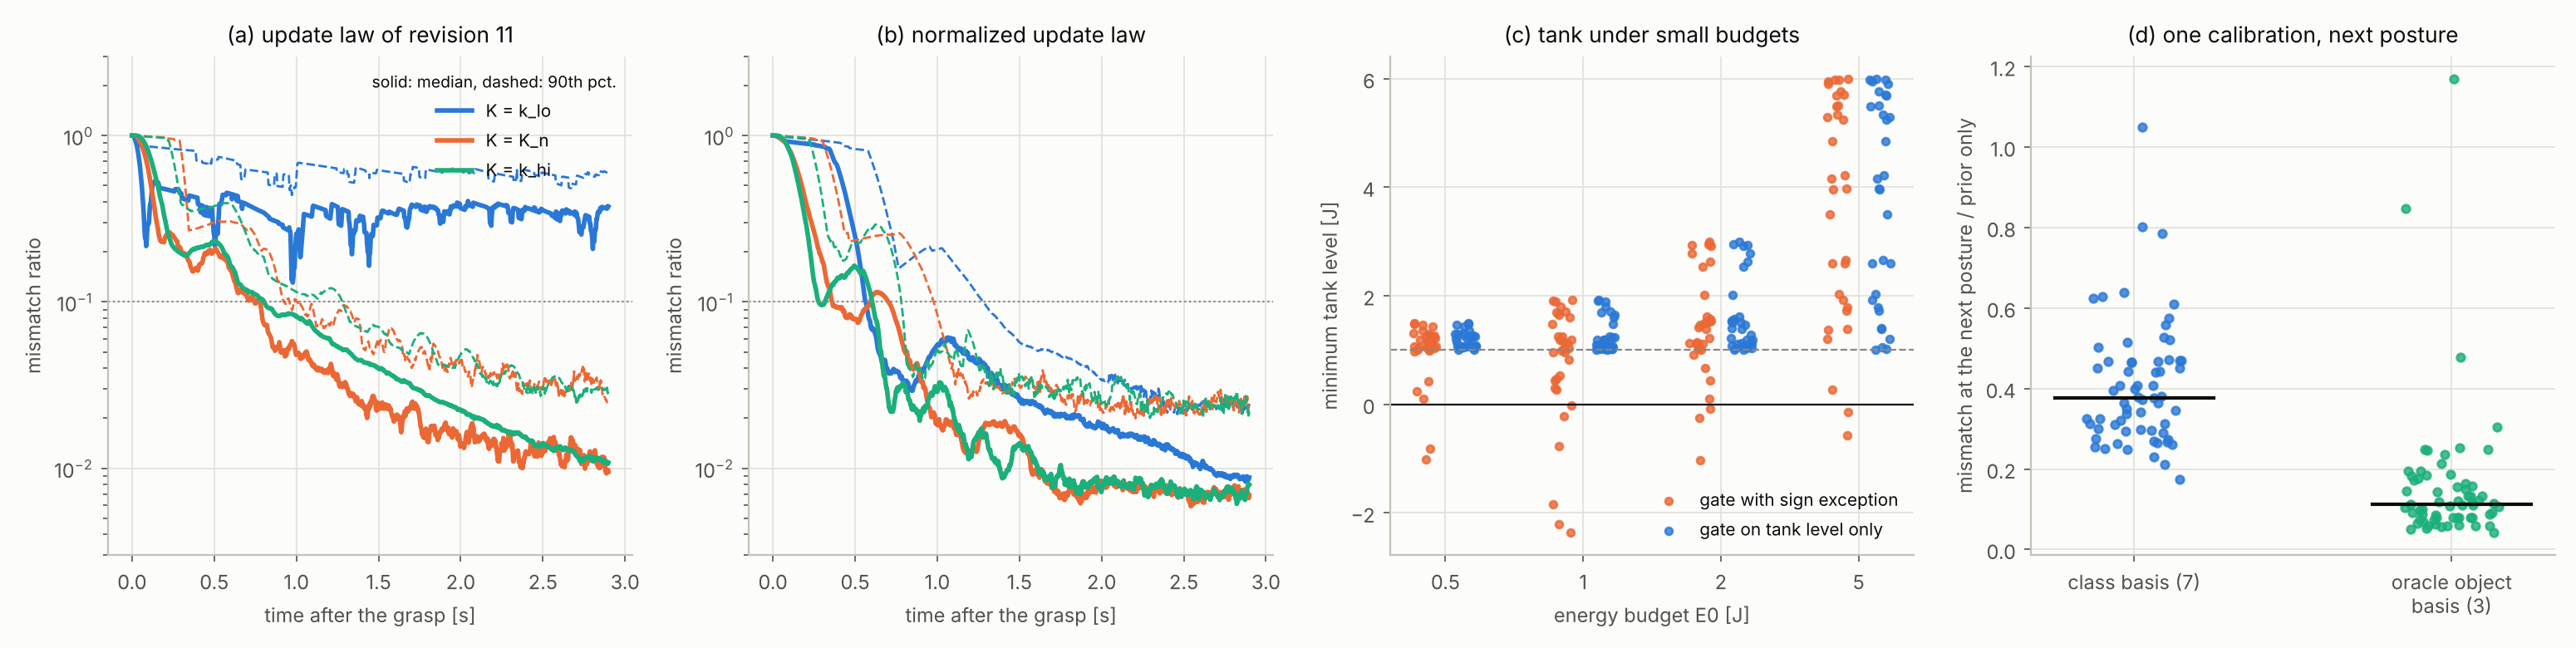 (a) update law of revision 11
solid: median, dashed: 90th pct.
K = k_lo
K = K_n
K = k_hi
10⁰
10⁻¹
10⁻²
mismatch ratio
0.0 0.5 1.0 1.5 2.0 2.5 3.0
time after the grasp [s]
(b) normalized update law
10⁰
10⁻¹
10⁻²
mismatch ratio
0.0 0.5 1.0 1.5 2.0 2.5 3.0
time after the grasp [s]
(c) tank under small budgets
6
4
2
0
−2
minimum tank level [J]
gate with sign exception
gate on tank level only
0.5 1 2 5
energy budget E0 [J]
(d) one calibration, next posture
1.2
1.0
0.8
0.6
0.4
0.2
0.0
mismatch at the next posture / prior only
class basis (7)
oracle object
basis (3)